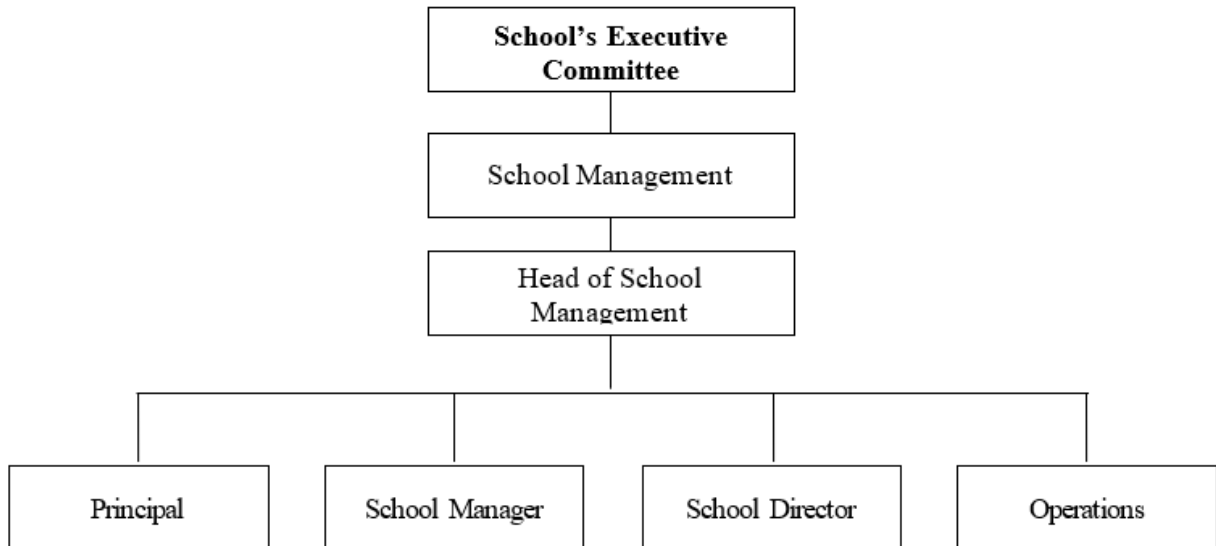 School’s Executive
Committee
School Management
Head of School
Management
Principal
School Manager
School Director
Operations